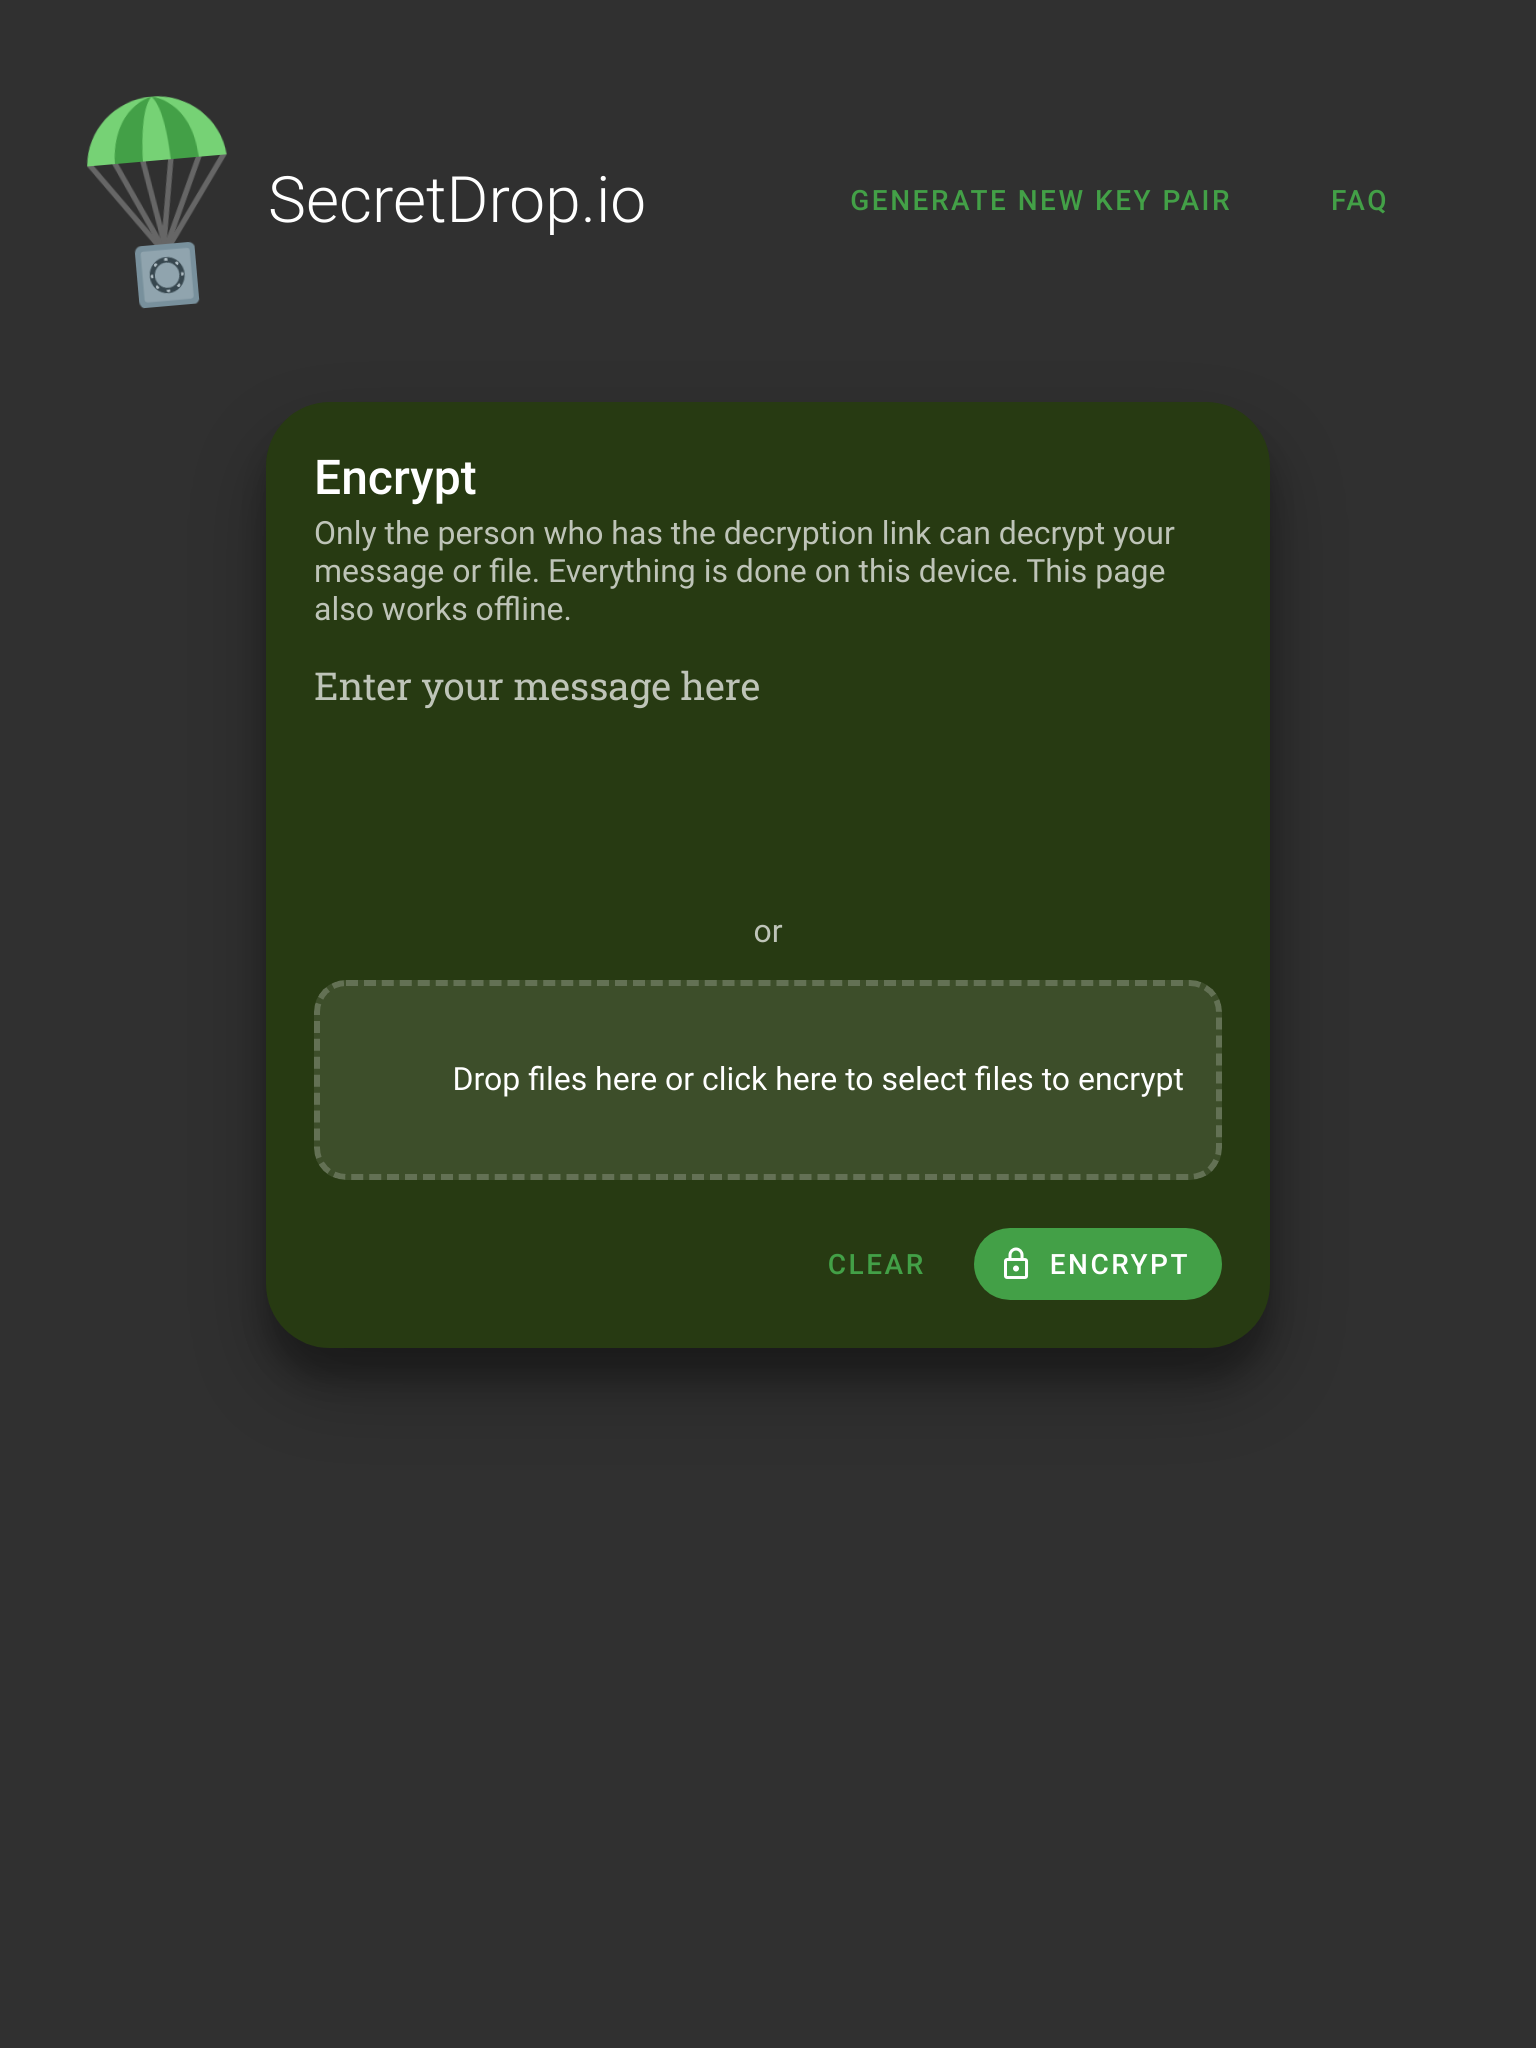 SecretDrop.io
GENERATE NEW KEY PAIR
FAQ
Encrypt
Only the person who has the decryption link can decrypt your
message or file. Everything is done on this device. This page
also works offline.
Enter your message here
or
Drop files here or click here to select files to encrypt
CLEAR
ENCRYPT